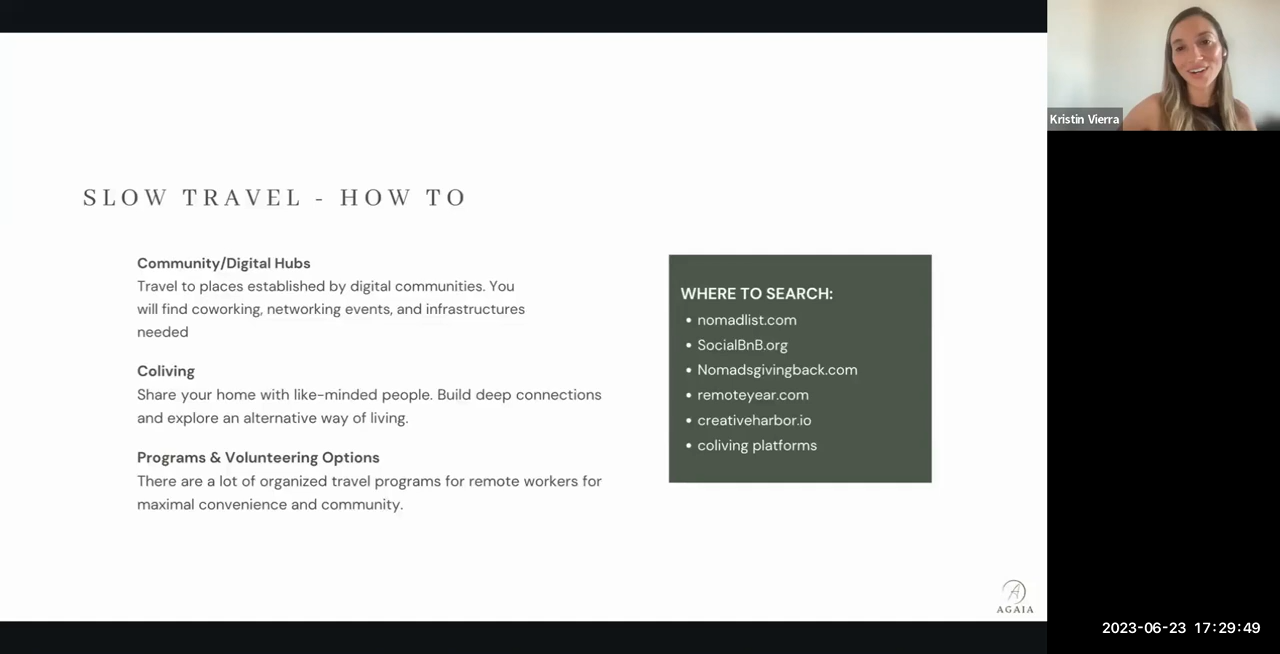 SLOW TRAVEL - HOW TO
Community/Digital Hubs
Travel to places established by digital communities. You
will find coworking, networking events, and infrastructures
needed
Coliving
Share your home with like-minded people. Build deep connections
and explore an alternative way of living.
Programs & Volunteering Options
There are a lot of organized travel programs for remote workers for
maximal convenience and community.
WHERE TO SEARCH:
• nomadlist.com
• SocialBnB.org
• Nomadsgivingback.com
• remoteyear.com
• creativeharbor.io
• coliving platforms
A
AGAIA
Kristin Vierra
2023-06-23 17:29:49